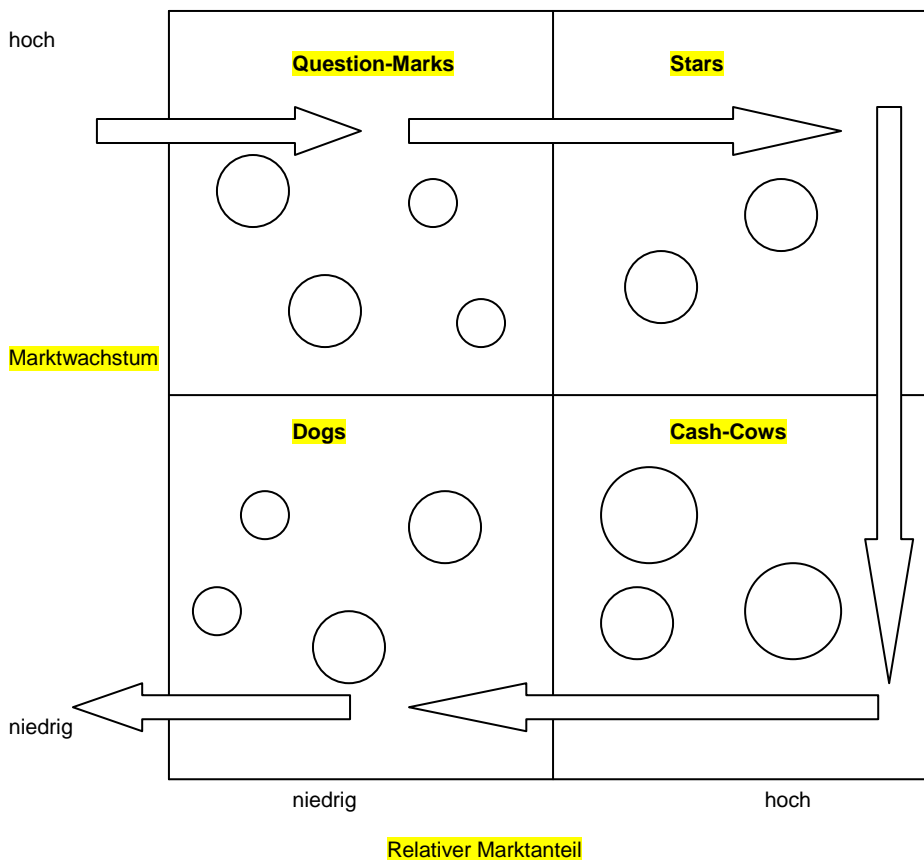 hoch
Question-Marks
Stars
Marktwachstum
Dogs
Cash-Cows
niedrig
niedrig
hoch
Relativer Marktanteil